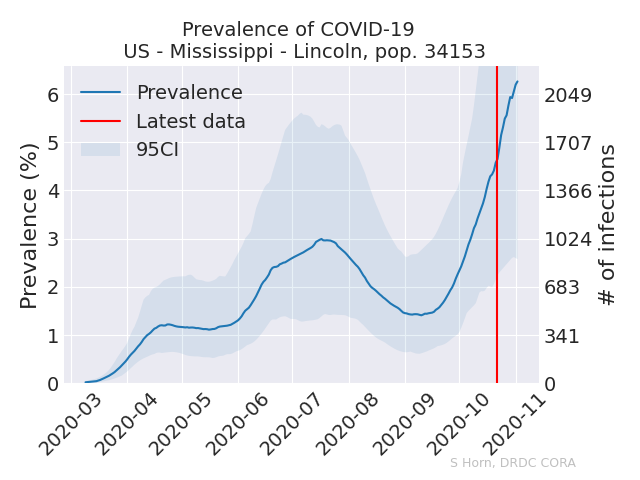 Prevalence of COVID-19
US - Mississippi - Lincoln, pop. 34153
Prevalence
Latest data
95CI
Prevalence (%)
6
5
4
3
2
1
0
2049
1707
1366
1024
683
341
0
# of infections
2020-03
2020-04
2020-05
2020-06
2020-07
2020-08
2020-09
2020-10
2020-11
S Horn, DRDC CORA